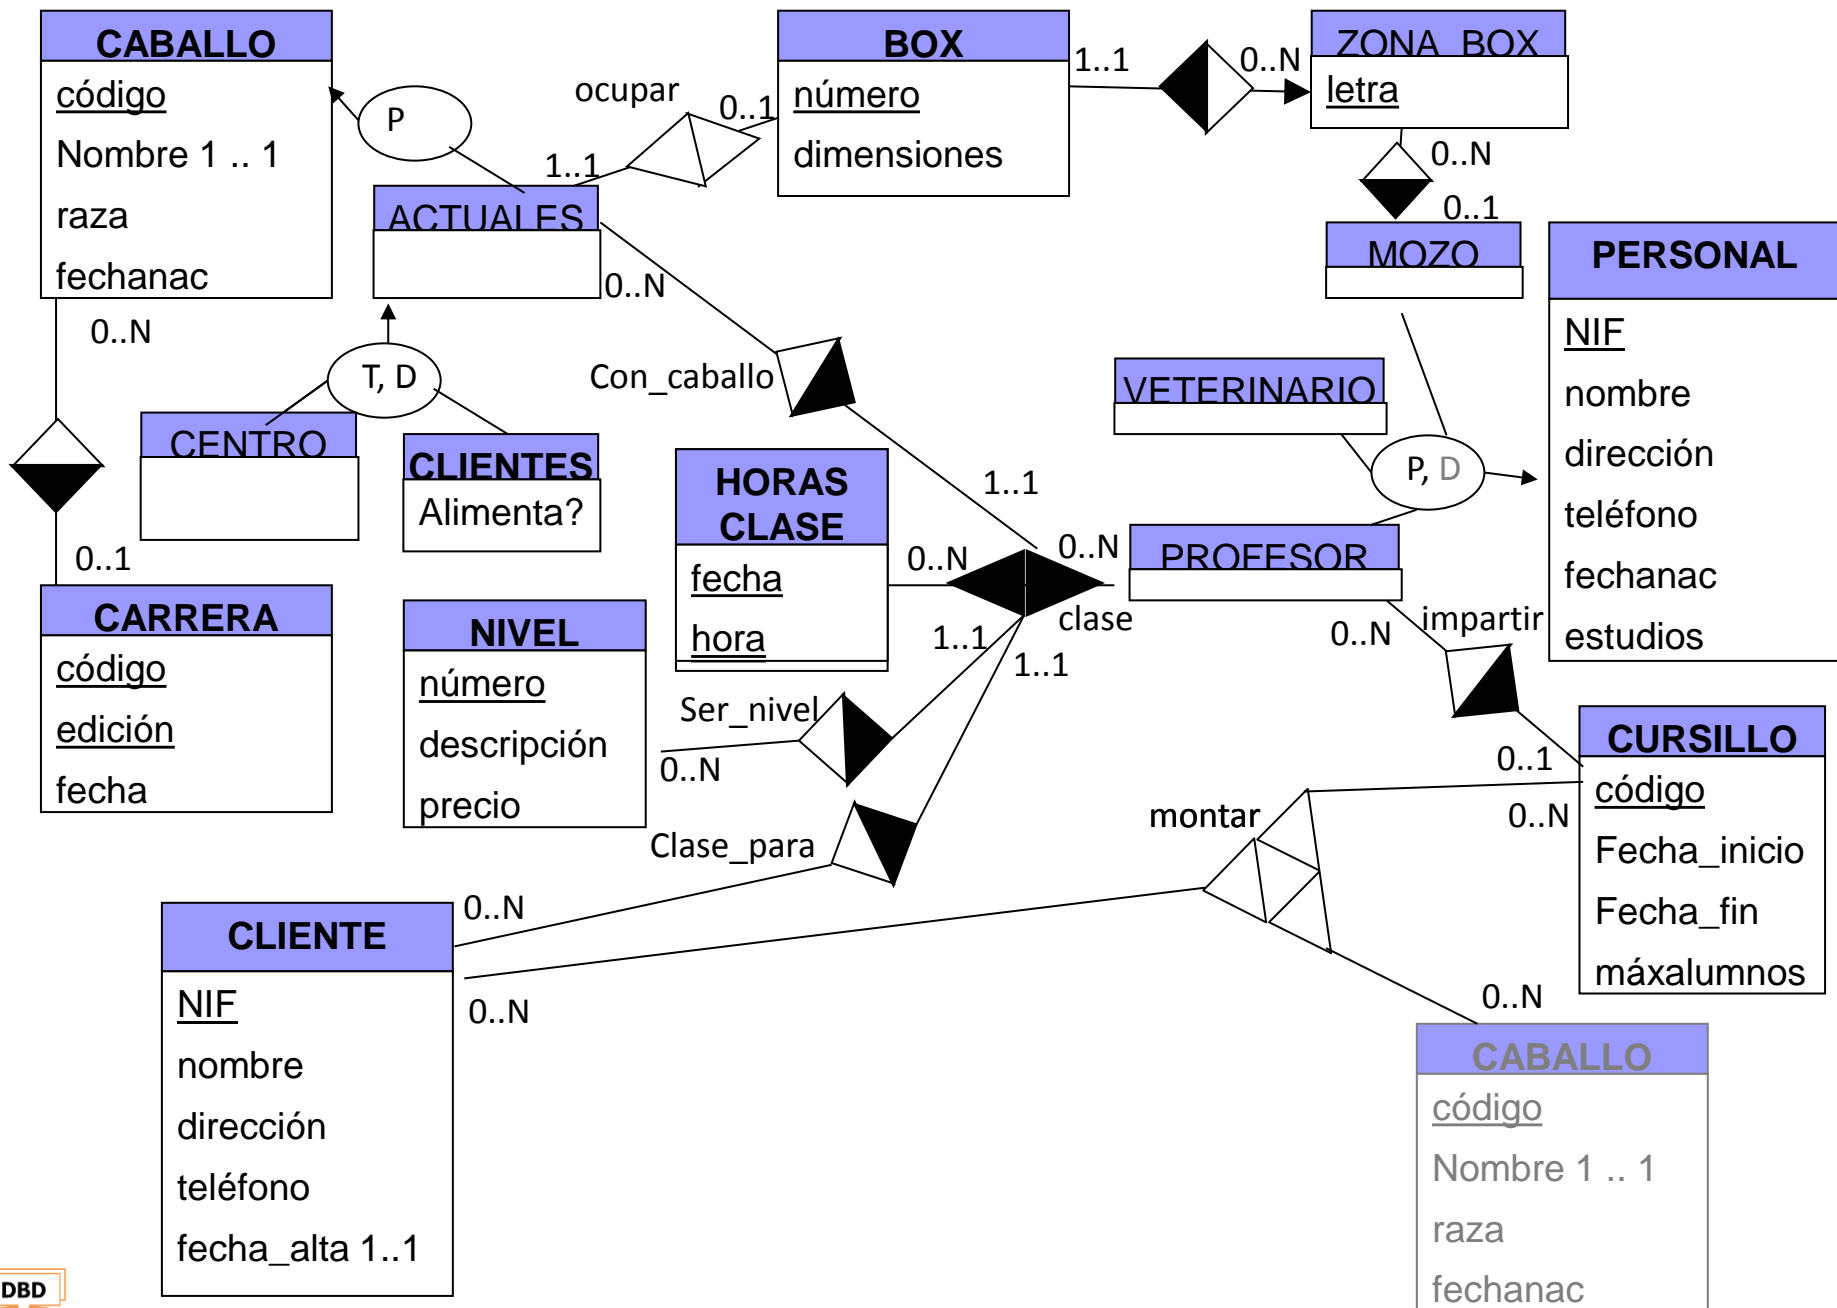 CABALLO
código
Nombre 1 .. 1
raza
fechanac
P
ocupar
0..1
1..1
BOX
número
dimensiones
1..1
0..N
ZONA_BOX
letra
0..N
0..1
ACTUALES
0..N
MOZO
PERSONAL
NIF
nombre
dirección
teléfono
fechanac
estudios
0..N
T, D
Con_caballo
VETERINARIO
P, D
CENTRO
CLIENTES
Alimenta?
1..1
HORAS
CLASE
fecha
hora
0..N
0..N
clase
PROFESOR
0..1
CARRERA
código
edición
fecha
NIVEL
número
descripción
precio
1..1
1..1
0..N
impartir
Ser_nivel
0..N
Clase_para
0..1
CURSILLO
código
Fecha_inicio
Fecha_fin
máxalumnos
montar
0..N
0..N
CLIENTE
NIF
nombre
dirección
teléfono
fecha_alta 1..1
0..N
0..N
CABALLO
código
Nombre 1 .. 1
raza
fechanac
DBD